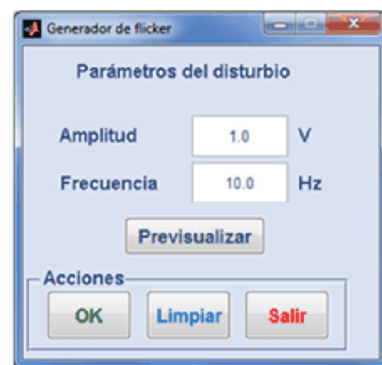 Generador de flicker
Parámetros del disturbio
Amplitud 1.0 V
Frecuencia 10.0 Hz
Previsualizar
Acciones
OK Limpiar Salir